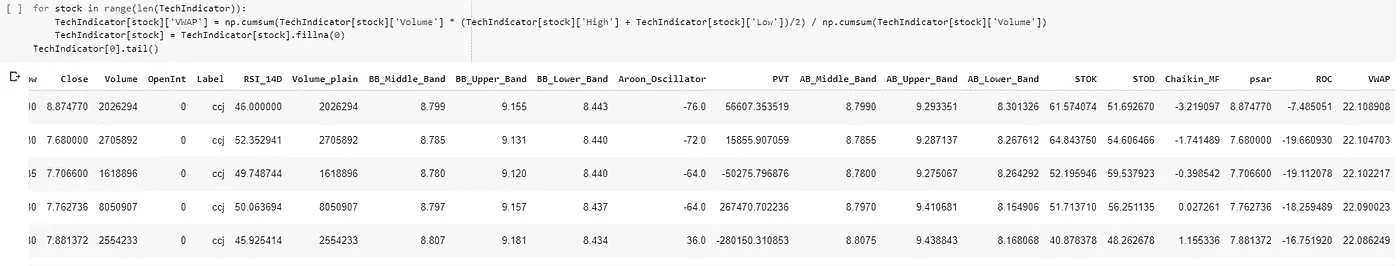 [ ] for stock in range(len(TechIndicator)):
TechIndicator[stock]['VWAP'] = np.cumsum(TechIndicator[stock]['Volume'] * (TechIndicator[stock]['High'] + TechIndicator[stock]['Low'])/2) / np.cumsum(TechIndicator[stock]['Volume'])
TechIndicator[stock] = TechIndicator[stock].fillna(0)
TechIndicator[0].tail()
Close Volume OpenInt Label RSI_14D Volume_plain BB_Middle_Band BB_Upper_Band BB_Lower_Band Aroon_Oscillator PVT AB_Middle_Band AB_Upper_Band AB_Lower_Band STOK STOD Chaikin_MF psar ROC VWAP
8.874770 2026294 0 ccj 46.000000 2026294 8.799 9.155 8.443 -76.0 56607.353519 8.7990 9.293351 8.301326 61.574074 51.692670 -3.219097 8.874770 -7.485051 22.108908
7.680000 2705892 0 ccj 52.352941 2705892 8.785 9.131 8.440 -72.0 15855.907059 8.7855 9.287137 8.267612 64.843750 54.606466 -1.741489 7.680000 -19.660930 22.104703
7.706600 1618896 0 ccj 49.748744 1618896 8.780 9.120 8.440 -64.0 -50275.796876 8.7800 9.275067 8.264292 52.195946 59.537923 -0.398542 7.706600 -19.112078 22.102217
7.762736 8050907 0 ccj 50.063694 8050907 8.797 9.157 8.437 -64.0 267470.702236 8.7970 9.410681 8.154906 51.713710 56.251135 0.027261 7.762736 -18.259489 22.090023
7.881372 2554233 0 ccj 45.925414 2554233 8.807 9.181 8.434 36.0 -280150.310853 8.8075 9.438843 8.168068 40.878378 48.262678 1.155336 7.881372 -16.751920 22.086249